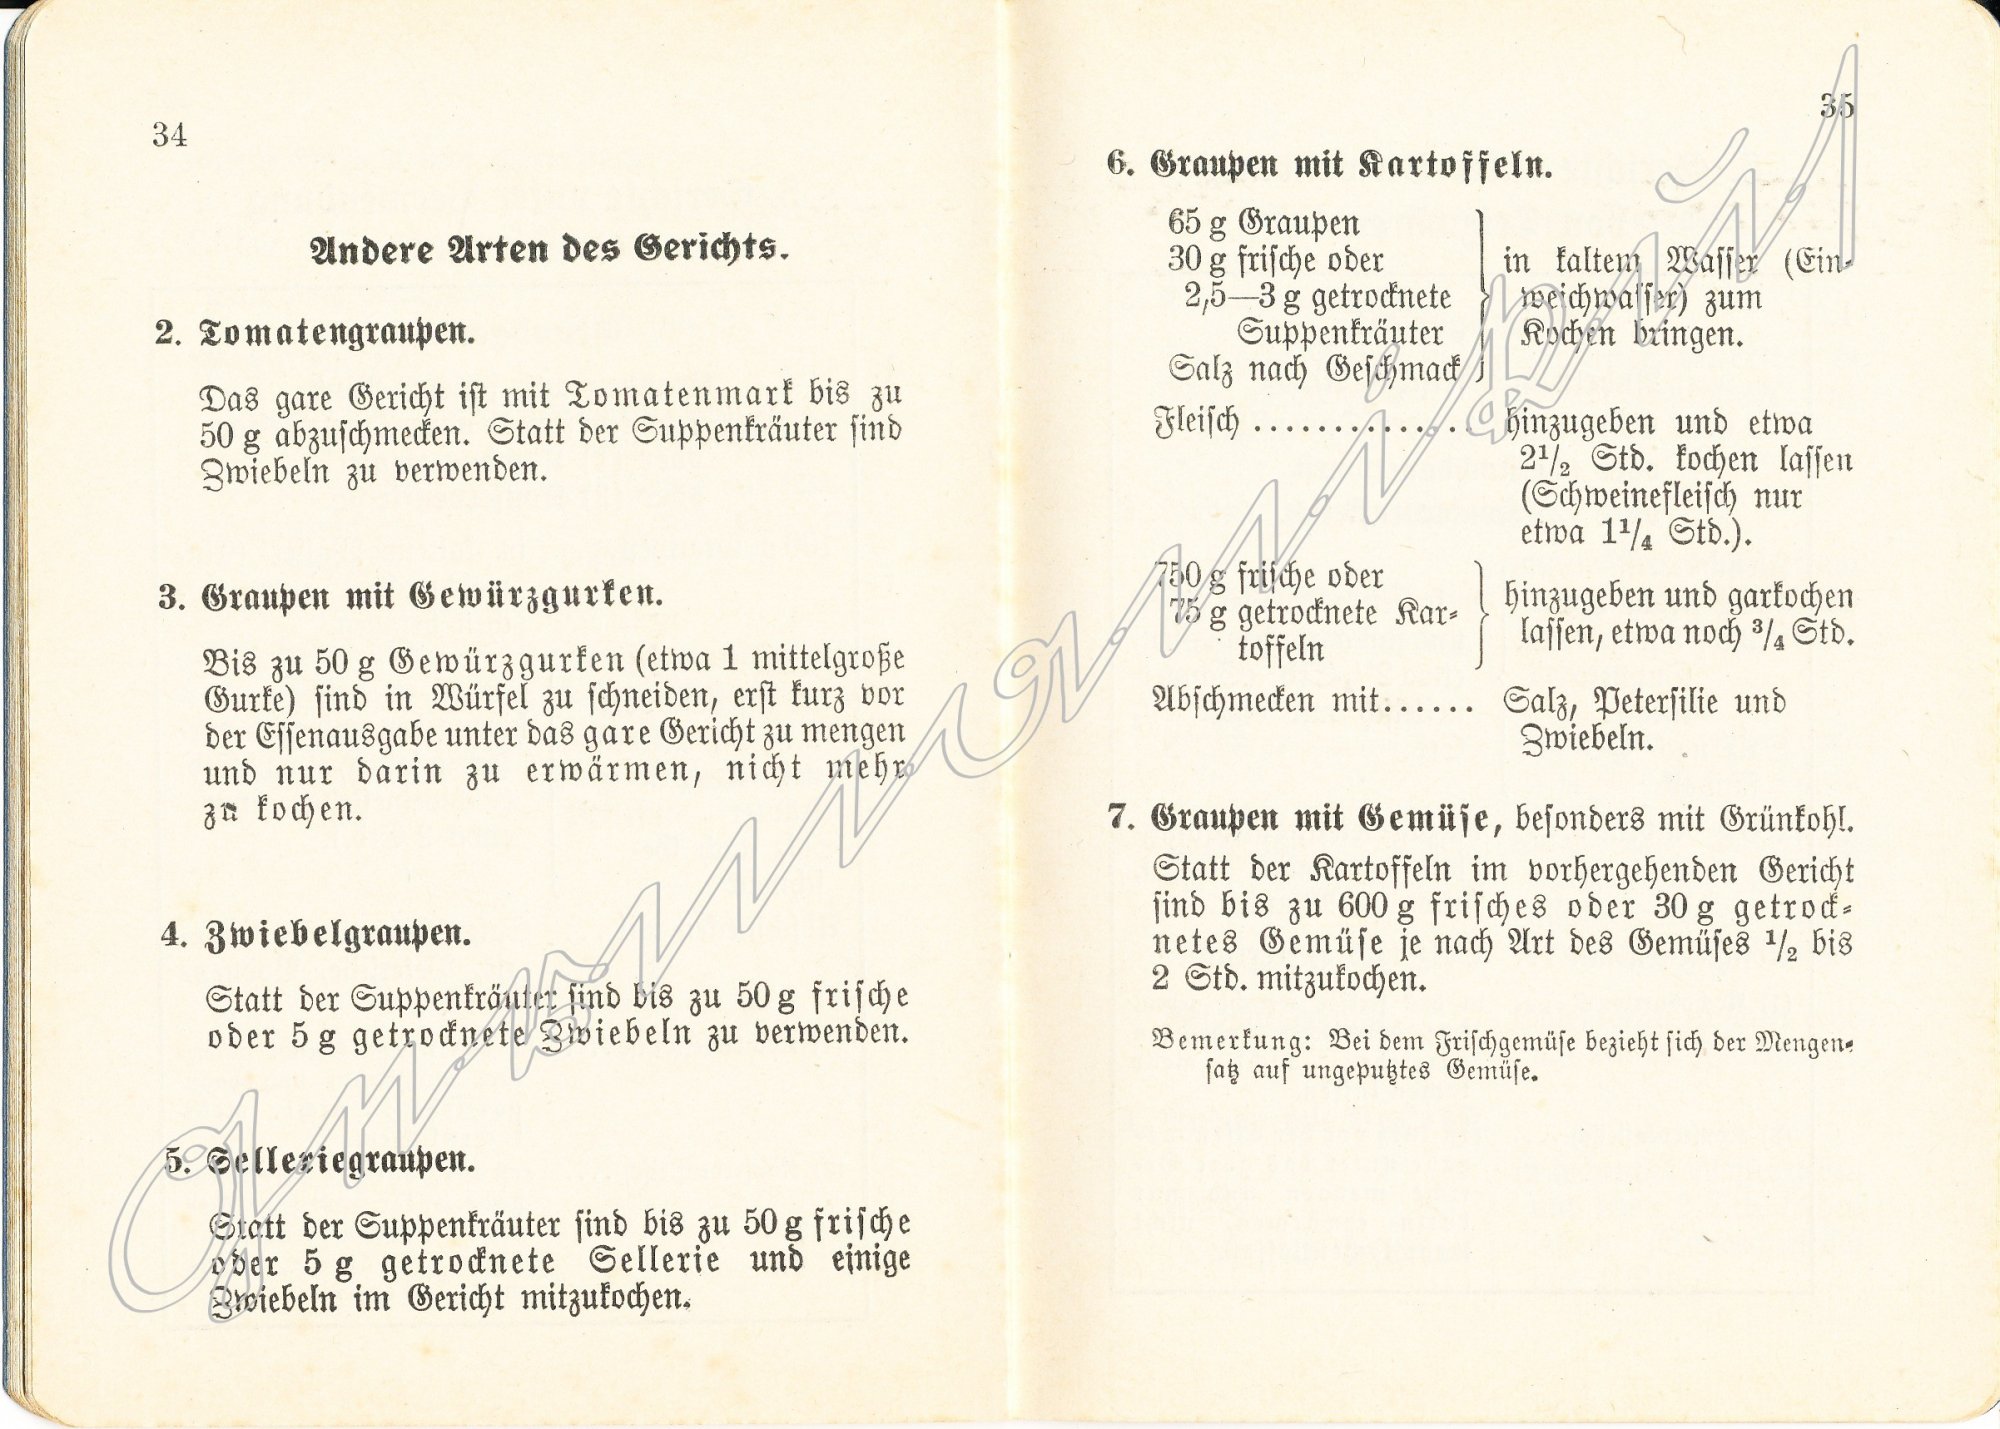 34
Andere Arten des Gerichts.
2. Tomatengraupen.
Das gare Gericht ist mit Tomatenmark bis zu
50 g abzuschmecken. Statt der Suppenkräuter sind
Zwiebeln zu verwenden.
3. Graupen mit Gewürzgurken.
Bis zu 50 g Gewürzgurken (etwa 1 mittelgroße
Gurke) sind in Würfel zu schneiden, erst kurz vor
der Essenausgabe unter das gare Gericht zu mengen
und nur darin zu erwärmen, nicht mehr
zu kochen.
4. Zwiebelgraupen.
Statt der Suppenkräuter sind bis zu 50 g frische
oder 5 g getrocknete Zwiebeln zu verwenden.
5. Selleriegraupen.
Statt der Suppenkräuter sind bis zu 50 g frische
oder 5 g getrocknete Sellerie und einige
Zwiebeln im Gericht mitzukochen.
35
6. Graupen mit Kartoffeln.
65 g Graupen
30 g frische oder
2,5—3 g getrocknete
Suppenkräuter
Salz nach Geschmack
in kaltem Wasser (Ein-
weichwasser) zum
Kochen bringen.
Fleisch .............. hinzugeben und etwa
2 1/2 Std. kochen lassen
(Schweinefleisch nur
etwa 1 1/4 Std.).
750 g frische oder
75 g getrocknete Kar-
toffeln
hinzugeben und garkochen
lassen, etwa noch 3/4 Std.
Abschmecken mit...... Salz, Petersilie und
Zwiebeln.
7. Graupen mit Gemüse, besonders mit Grünkohl.
Statt der Kartoffeln im vorhergehenden Gericht
sind bis zu 600 g frisches oder 30 g getrock-
netes Gemüse je nach Art des Gemüses 1/2 bis
2 Std. mitzukochen.
Bemerkung: Bei dem Frischgemüse bezieht sich der Mengen-
satz auf ungeputztes Gemüse.